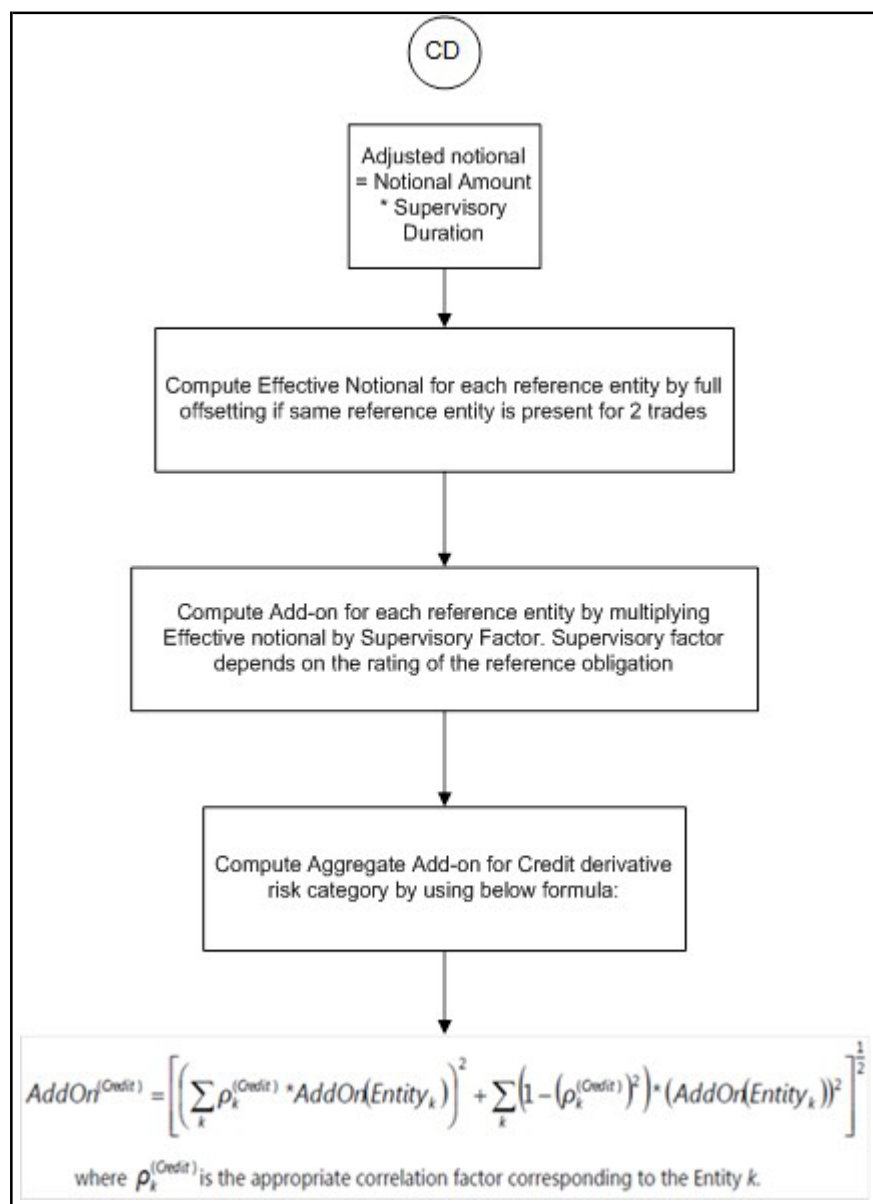 CD
Adjusted notional
= Notional Amount
* Supervisory
Duration
Compute Effective Notional for each reference entity by full
offsetting if same reference entity is present for 2 trades
Compute Add-on for each reference entity by multiplying
Effective notional by Supervisory Factor. Supervisory factor
depends on the rating of the reference obligation
Compute Aggregate Add-on for Credit derivative
risk category by using below formula:
AddOn^(Credit) = [(∑_k ρ_k^(Credit) *AddOn(Entity_k))^2 + ∑_k (1 − (ρ_k^(Credit))^2) * (AddOn(Entity_k))^2]^(1/2)
where ρ_k^(Credit) is the appropriate correlation factor corresponding to the Entity k.